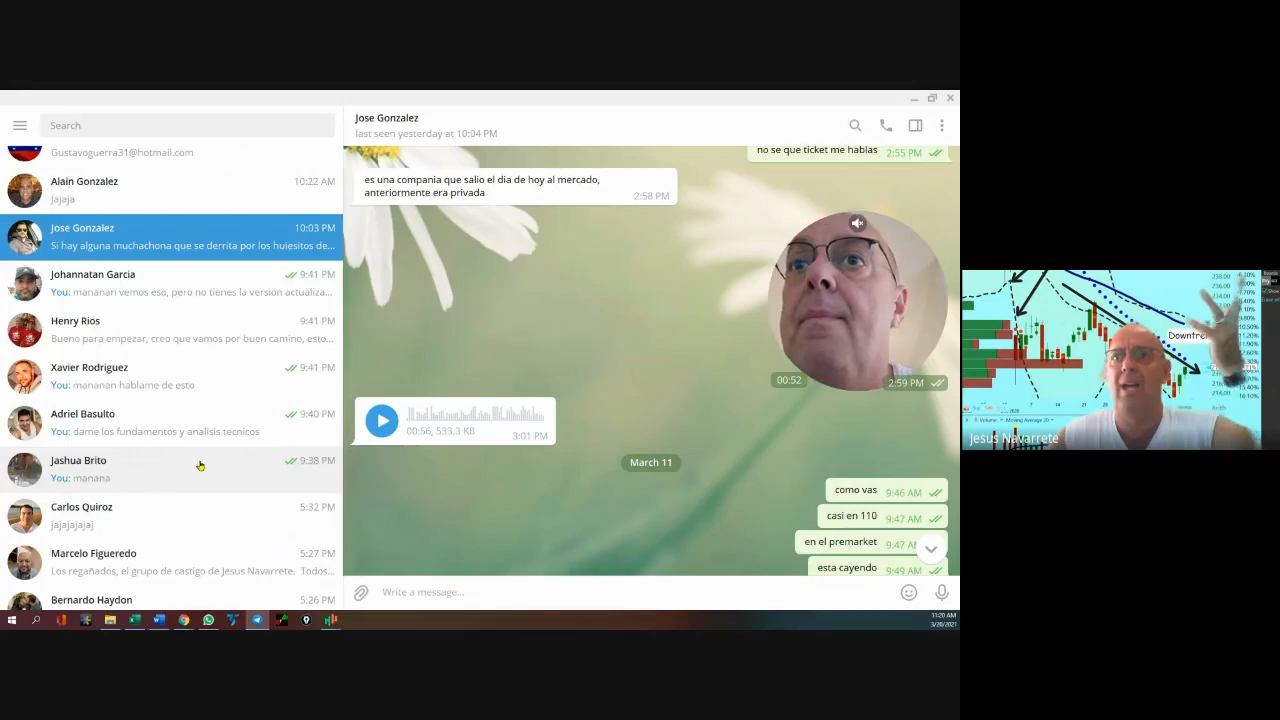 Search
Gustavoguerra31@hotmail.com
Alain Gonzalez 10:22 AM
Jajaja
Jose Gonzalez 10:03 PM
Si hay alguna muchachona que se derrita por los huiesitos de...
Johannatan Garcia 9:41 PM
You: mananan vemos eso, pero no tienes la version actualiza...
Henry Rios 9:41 PM
Bueno para empezar, creo que vamos por buen camino, esto...
Xavier Rodriguez 9:41 PM
You: mananan hablame de esto
Adriel Basulto 9:40 PM
You: dame los fundamentos y analisis tecnicos
Jashua Brito 9:38 PM
You: manana
Carlos Quiroz 5:32 PM
jajajajajaj
Marcelo Figueredo 5:27 PM
Los regañados, el grupo de castigo de Jesus Navarrete. Todos...
Bernardo Haydon 5:26 PM
Jose Gonzalez
last seen yesterday at 10:04 PM
no se que ticket me hablas 2:55 PM
es una compania que salio el dia de hoy al mercado,
anteriormente era privada 2:58 PM
00:52 2:59 PM
00:56, 533.3 KB 3:01 PM
March 11
como vas 9:46 AM
casi en 110 9:47 AM
en el premarket 9:47 AM
esta cayendo 9:49 AM
Write a message...
11:20 AM
3/26/2021
Downtre
Jesus Navarrete